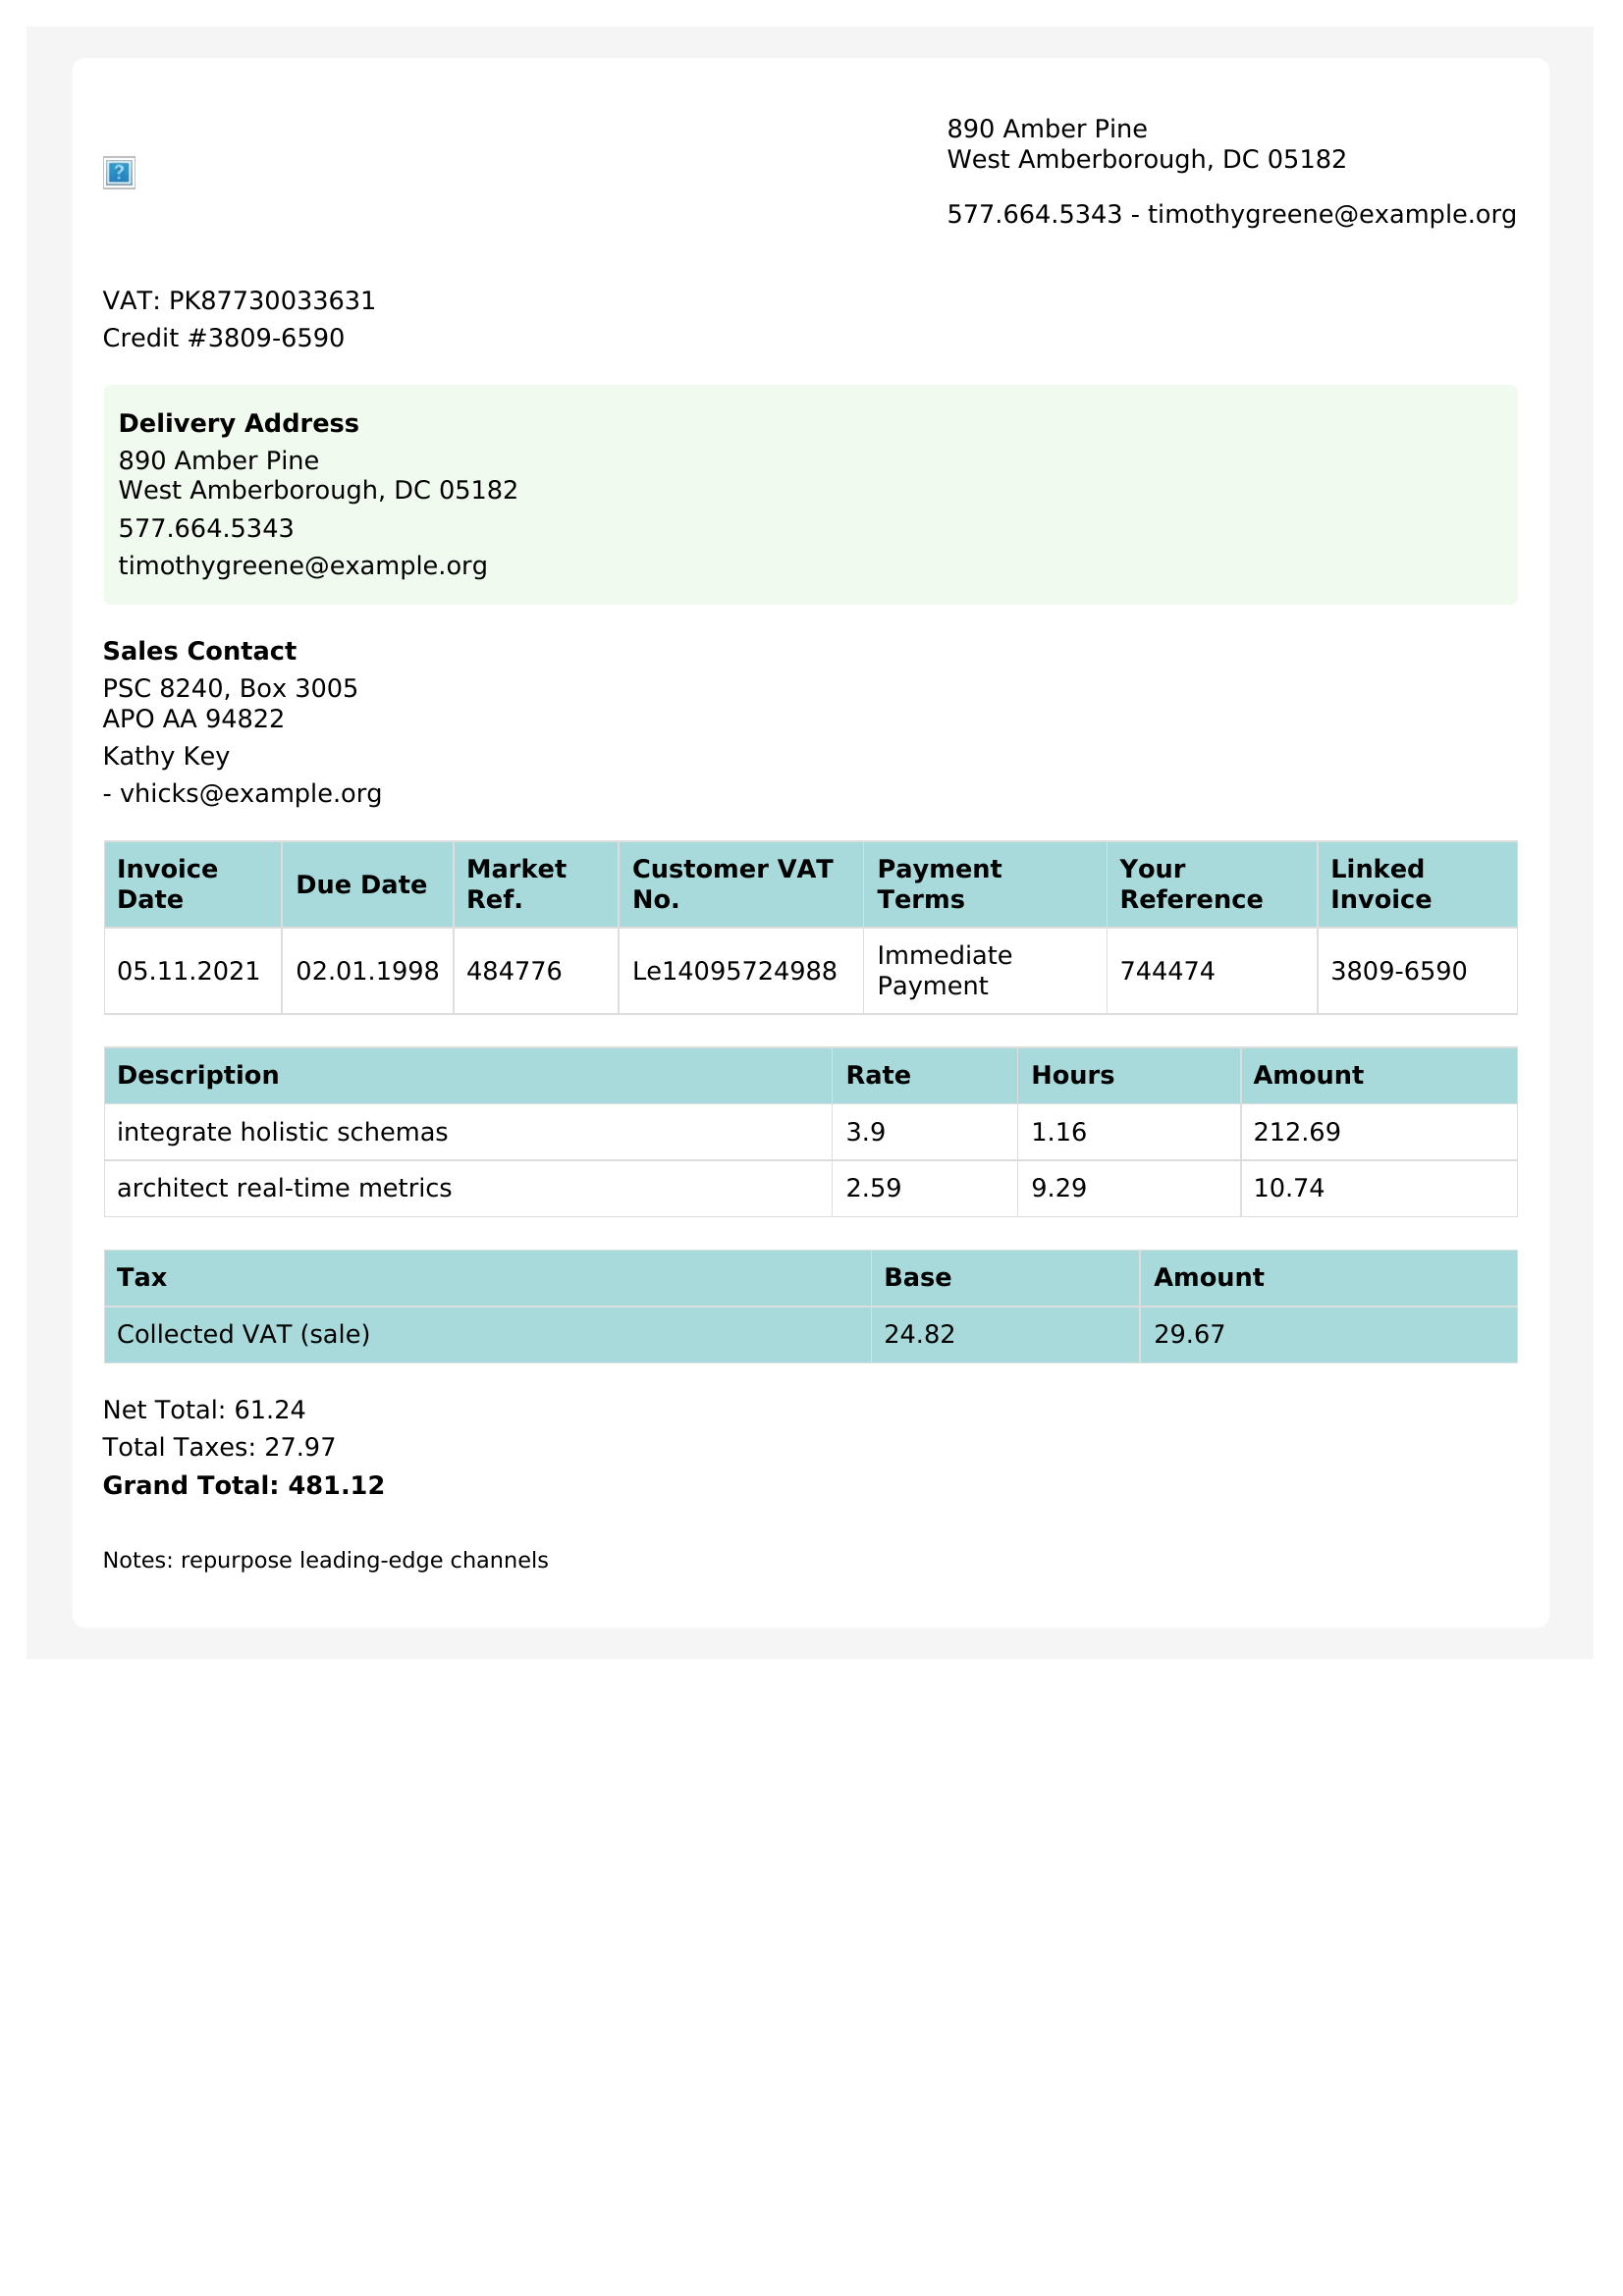 890 Amber Pine
West Amberborough, DC 05182
577.664.5343 - timothygreene@example.org
VAT: PK87730033631
Credit #3809-6590
Delivery Address
890 Amber Pine
West Amberborough, DC 05182
577.664.5343
timothygreene@example.org
Sales Contact
PSC 8240, Box 3005
APO AA 94822
Kathy Key
- vhicks@example.org
Invoice Date Due Date Market Ref. Customer VAT No. Payment Terms Your Reference Linked Invoice
05.11.2021 02.01.1998 484776 Le14095724988 Immediate Payment 744474 3809-6590
Description Rate Hours Amount
integrate holistic schemas 3.9 1.16 212.69
architect real-time metrics 2.59 9.29 10.74
Tax Base Amount
Collected VAT (sale) 24.82 29.67
Net Total: 61.24
Total Taxes: 27.97
Grand Total: 481.12
Notes: repurpose leading-edge channels